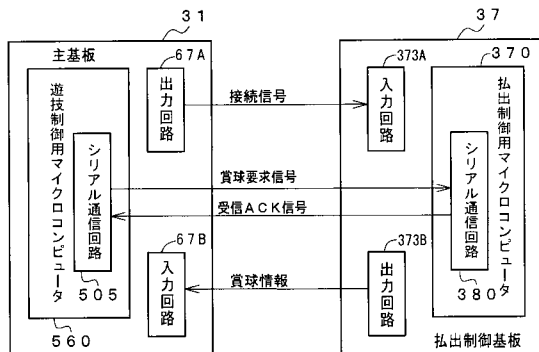 31
37
主基板
67A
出力回路
接続信号
373A
入力回路
370
遊技制御用マイクロコンピュータ
シリアル通信回路
賞球要求信号
受信ACK信号
払出制御用マイクロコンピュータ
シリアル通信回路
67B
入力回路
賞球情報
373B
出力回路
505
380
560
払出制御基板